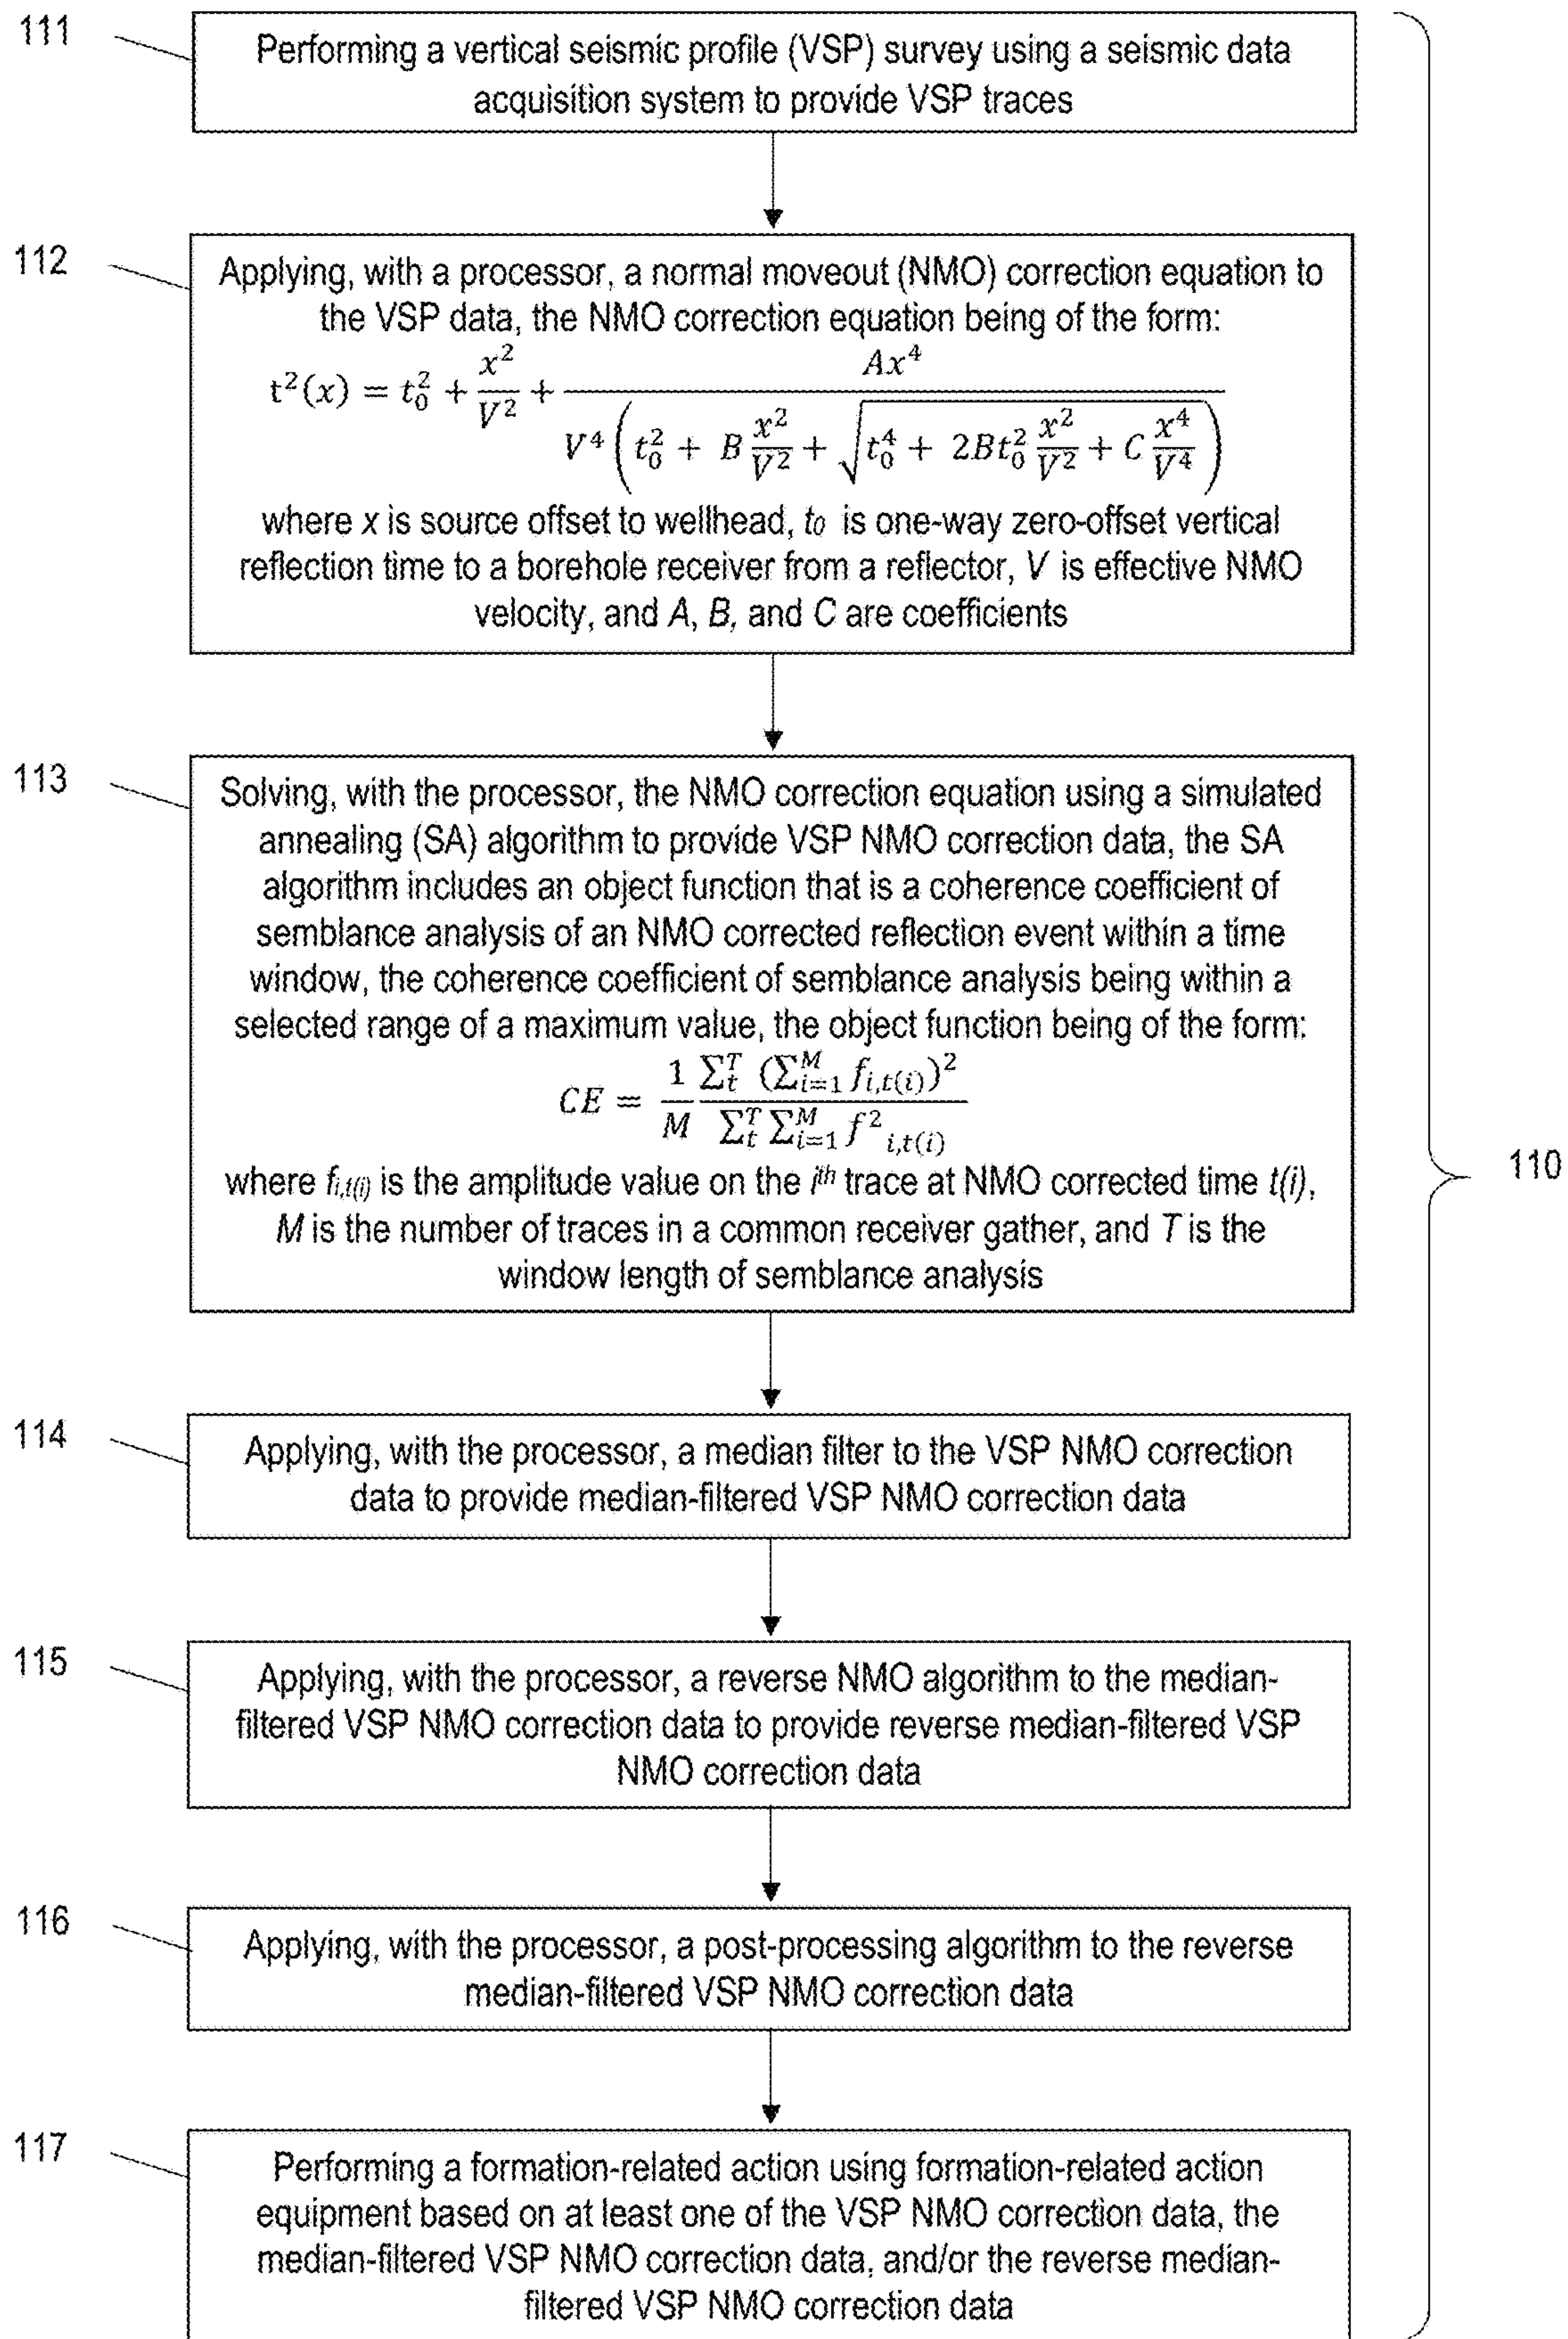 111
Performing a vertical seismic profile (VSP) survey using a seismic data
acquisition system to provide VSP traces
112
Applying, with a processor, a normal moveout (NMO) correction equation to
the VSP data, the NMO correction equation being of the form:
t²(x) = t₀² + x²/V² + Ax⁴ / (V⁴(t₀² + B x²/V² + √(t₀⁴ + 2Bt₀² x²/V² + C x⁴/V⁴)))
where x is source offset to wellhead, t₀ is one-way zero-offset vertical
reflection time to a borehole receiver from a reflector, V is effective NMO
velocity, and A, B, and C are coefficients
113
Solving, with the processor, the NMO correction equation using a simulated
annealing (SA) algorithm to provide VSP NMO correction data, the SA
algorithm includes an object function that is a coherence coefficient of
semblance analysis of an NMO corrected reflection event within a time
window, the coherence coefficient of semblance analysis being within a
selected range of a maximum value, the object function being of the form:
CE = (1/M) (∑_t^T (∑_{i=1}^M f_{i,t(i)})²) / (∑_t^T ∑_{i=1}^M f²_{i,t(i)})
where f_{i,t(i)} is the amplitude value on the iᵗʰ trace at NMO corrected time t(i),
M is the number of traces in a common receiver gather, and T is the
window length of semblance analysis
110
114
Applying, with the processor, a median filter to the VSP NMO correction
data to provide median-filtered VSP NMO correction data
115
Applying, with the processor, a reverse NMO algorithm to the median-
filtered VSP NMO correction data to provide reverse median-filtered VSP
NMO correction data
116
Applying, with the processor, a post-processing algorithm to the reverse
median-filtered VSP NMO correction data
117
Performing a formation-related action using formation-related action
equipment based on at least one of the VSP NMO correction data, the
median-filtered VSP NMO correction data, and/or the reverse median-
filtered VSP NMO correction data